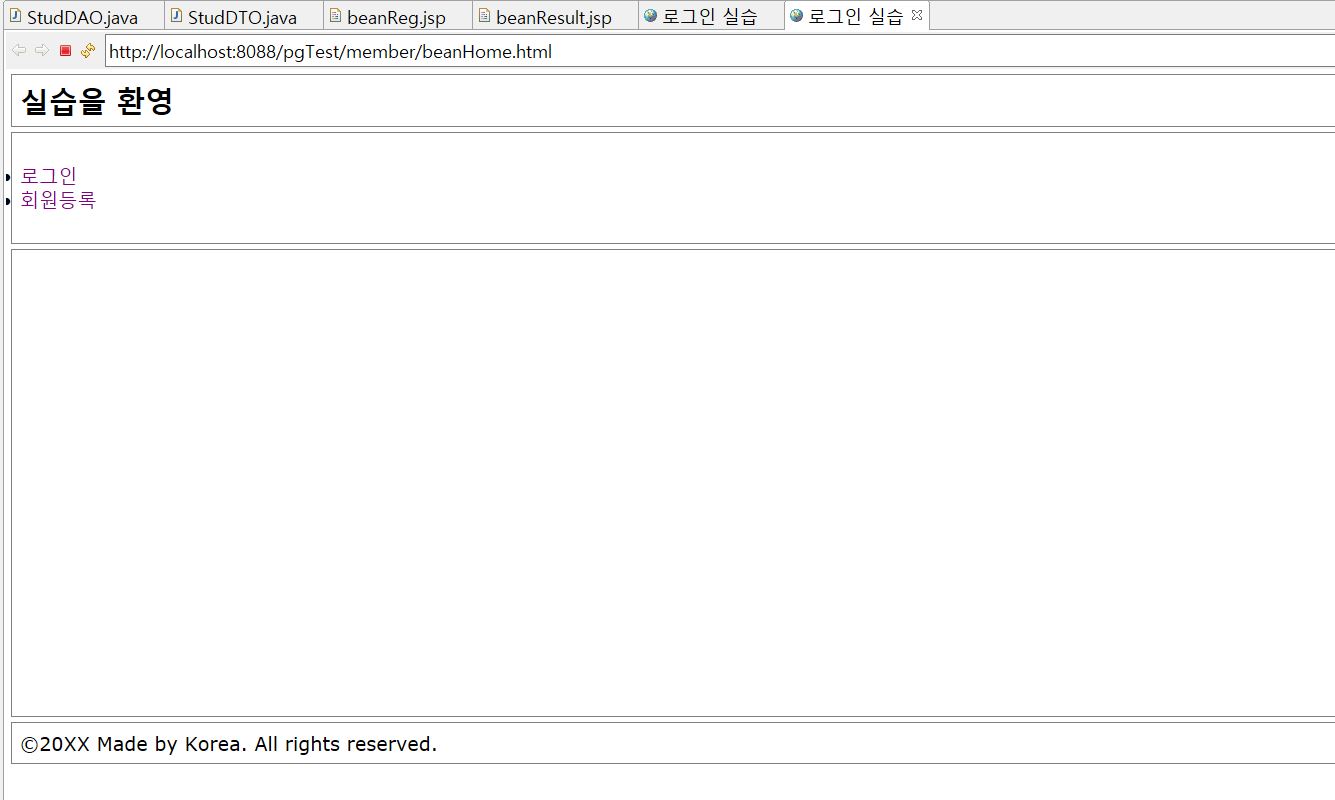 StudDAO.java StudDTO.java beanReg.jsp beanResult.jsp 로그인 실습 로그인 실습
http://localhost:8088/pgTest/member/beanHome.html
실습을 환영
로그인
회원등록
©20XX Made by Korea. All rights reserved.